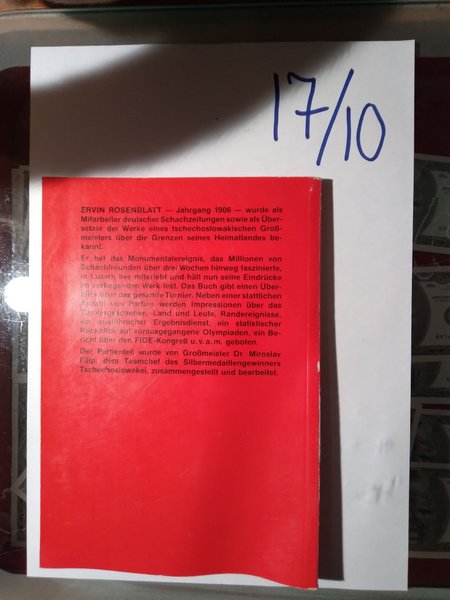 17/10
ERVIN ROSENBLATT — Jahrgang 1906 — wurde als
Mitarbeiter deutscher Schachzeitungen sowie als Über-
setzer der Werke eines tschechoslowakischen Groß-
meisters über die Grenzen seines Heimatlandes be-
kannt.
Er hat das Monumentalereignis, das Millionen von
Schachfreunden über drei Wochen hinweg faszinierte,
in Luzern live miterlebt und hält nun seine Eindrücke
im vorliegenden Werk fest. Das Buch gibt einen Über-
blick über das gesamte Turnier. Neben einer stattlichen
Anzahl von Partien werden Impressionen über das
Turniergeschehen, Land und Leute, Randereignisse,
ein ausführlicher Ergebnisdienst, ein statistischer
Rückblick auf vorausgegangene Olympiaden, ein Be-
richt über den FIDE-Kongreß u. v. a. m. geboten.
Der Partienteil wurde von Großmeister Dr. Miroslav
Filip, dem Teamchef des Silbermedaillengewinners
Tschechoslowakei, zusammengestellt und bearbeitet.